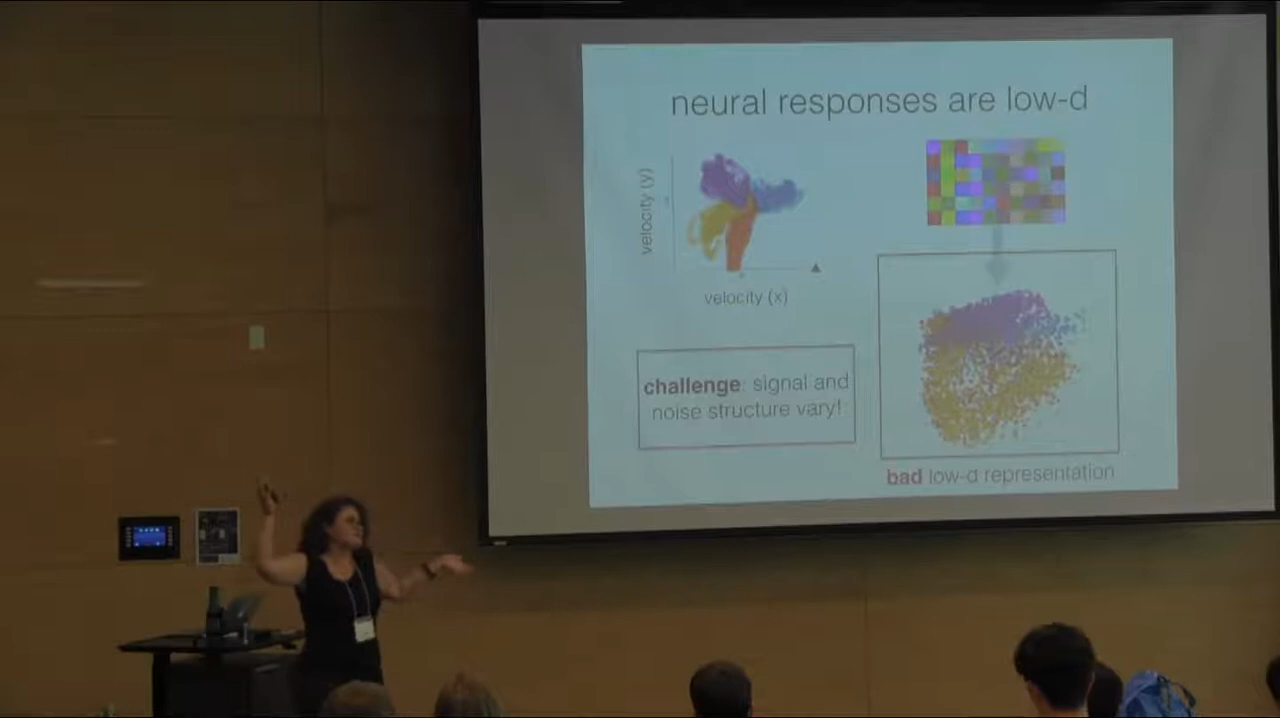 neural responses are low-d
velocity (y)
velocity (x)
challenge: signal and
noise structure vary!
bad low-d representation